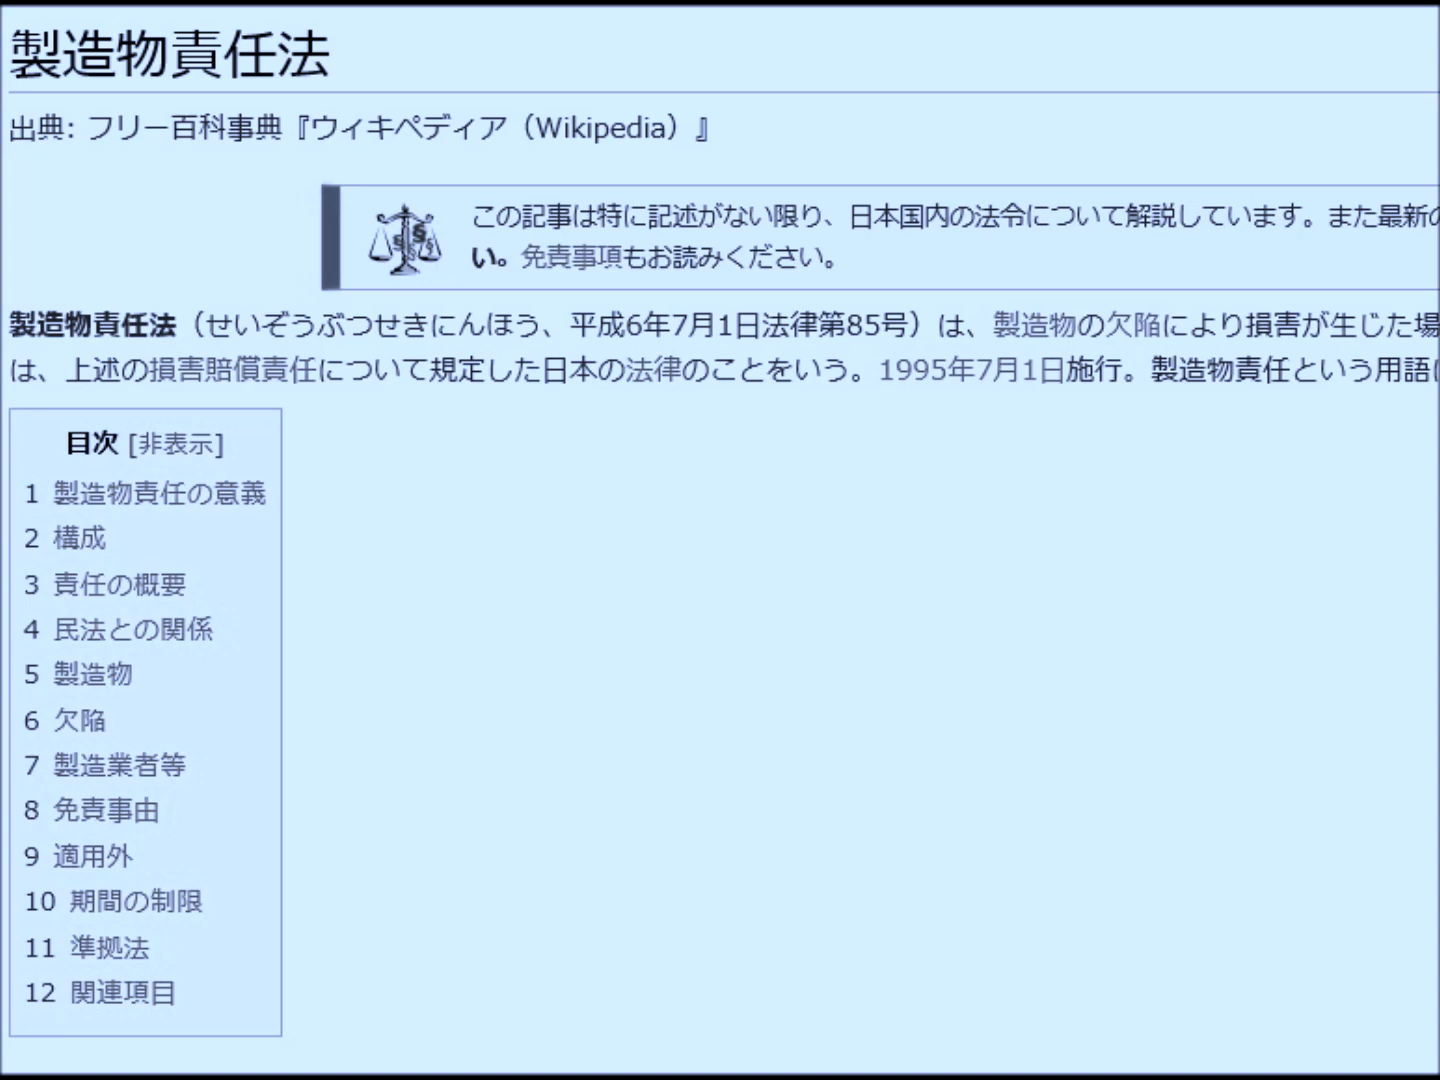 製造物責任法
出典: フリー百科事典『ウィキペディア（Wikipedia）』
この記事は特に記述がない限り、日本国内の法令について解説しています。また最新の
い。免責事項もお読みください。
製造物責任法（せいぞうぶつせきにんほう、平成6年7月1日法律第85号）は、製造物の欠陥により損害が生じた場
は、上述の損害賠償責任について規定した日本の法律のことをいう。1995年7月1日施行。製造物責任という用語に
目次 [非表示]
1 製造物責任の意義
2 構成
3 責任の概要
4 民法との関係
5 製造物
6 欠陥
7 製造業者等
8 免責事由
9 適用外
10 期間の制限
11 準拠法
12 関連項目